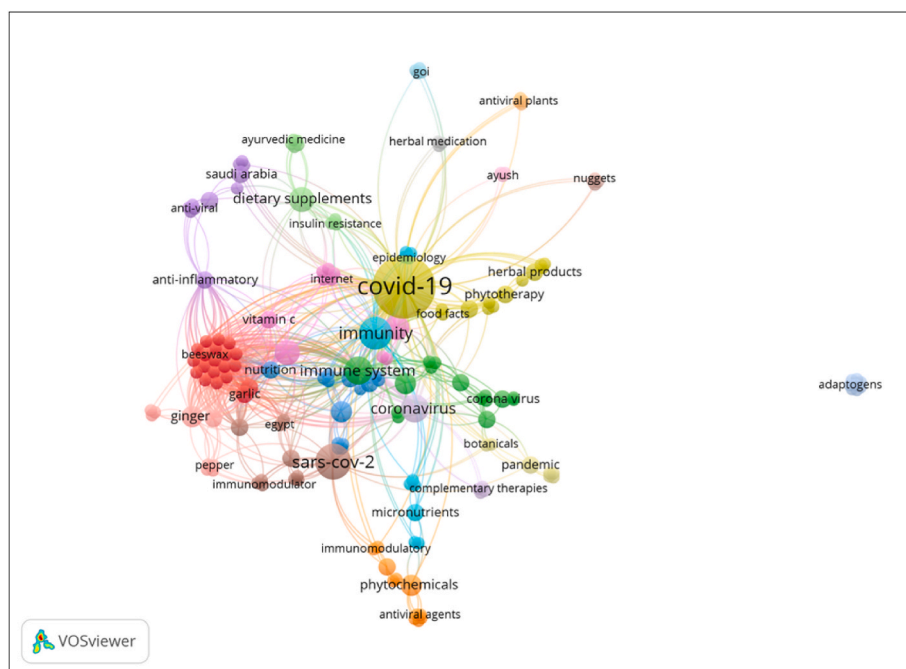 goi
antiviral plants
ayurvedic medicine
herbal medication
saudi arabia
ayush
nuggets
dietary supplements
anti-viral
insulin resistance
epidemiology
herbal products
anti-inflammatory
internet
covid-19
phytotherapy
food facts
vitamin c
immunity
beeswax
nutrition
immune system
adaptogens
garlic
corona virus
ginger
coronavirus
egypt
botanicals
pepper
sars-cov-2
pandemic
immunomodulator
complementary therapies
micronutrients
immunomodulatory
phytochemicals
antiviral agents
VOSviewer